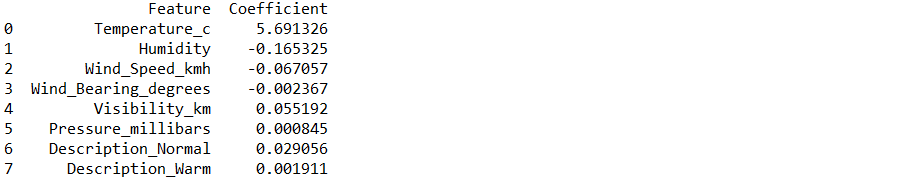 Feature Coefficient
0 Temperature_c 5.691326
1 Humidity -0.165325
2 Wind_Speed_kmh -0.067057
3 Wind_Bearing_degrees -0.002367
4 Visibility_km 0.055192
5 Pressure_millibars 0.000845
6 Description_Normal 0.029056
7 Description_Warm 0.001911